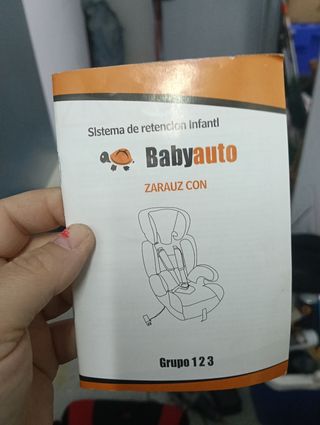 Sistema de retencion infantl
Babyauto
ZARAUZ CON
Grupo 1 2 3